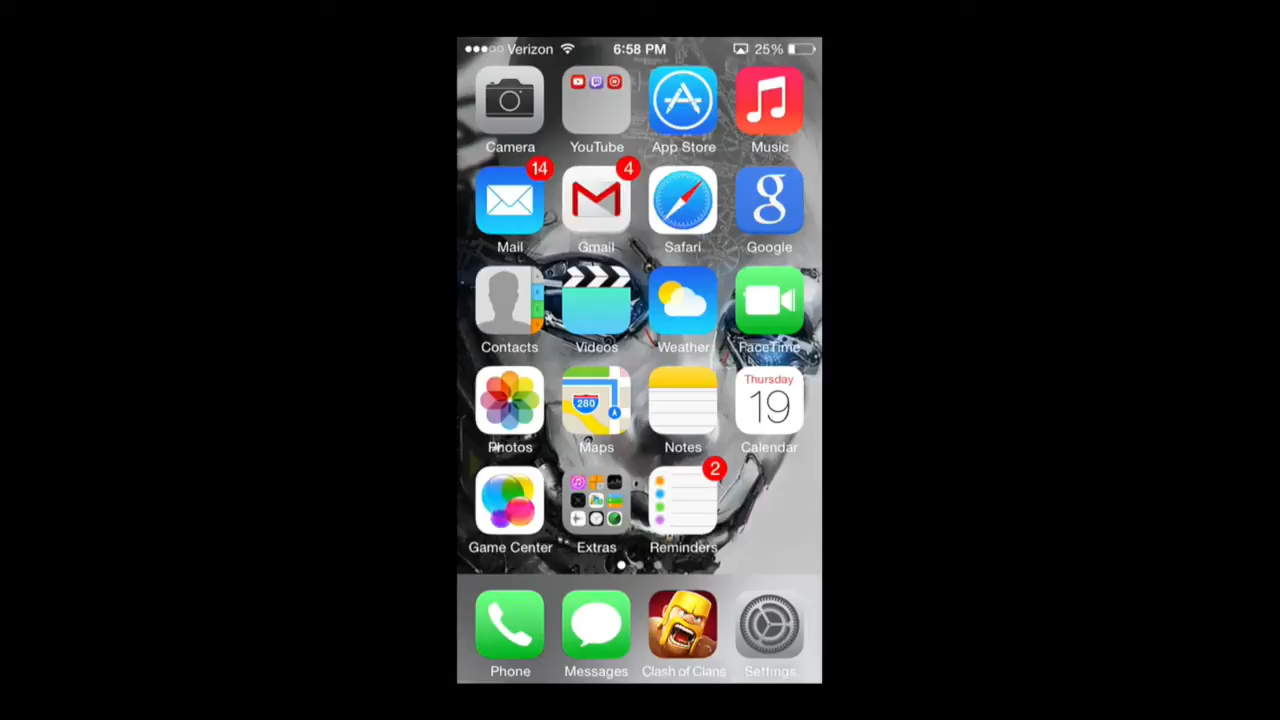 Verizon 6:58 PM 25%
Camera YouTube App Store Music
14 4
Mail Gmail Safari Google
Contacts Videos Weather FaceTime
280 Thursday 19
Photos Maps Notes Calendar
2
Game Center Extras Reminders
Phone Messages Clash of Clans Settings